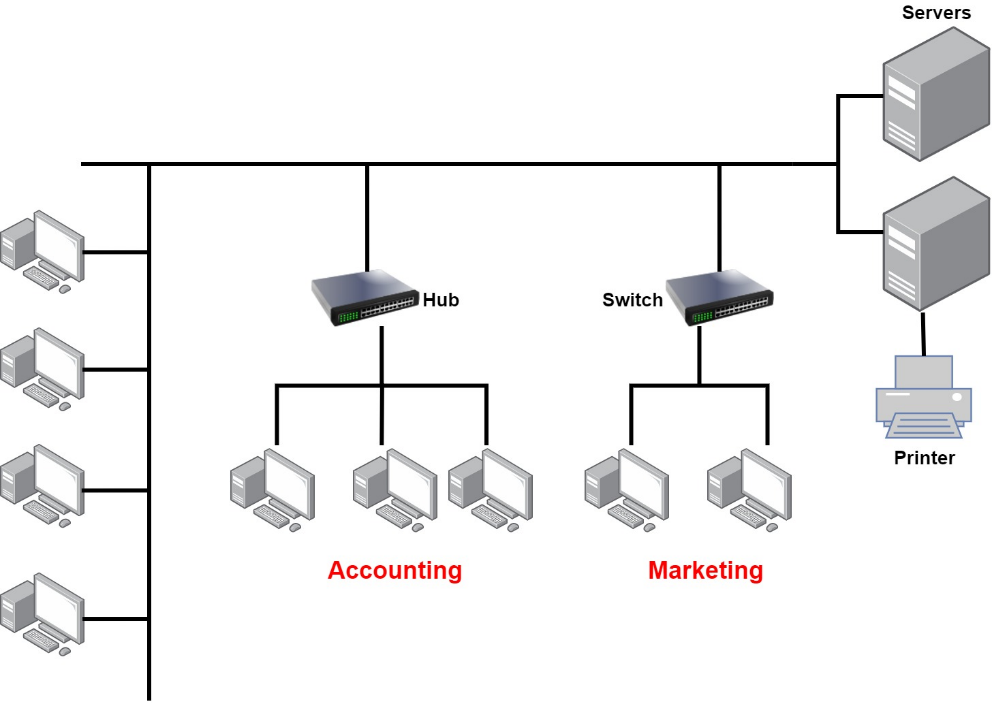 Servers
Hub
Switch
Printer
Accounting
Marketing